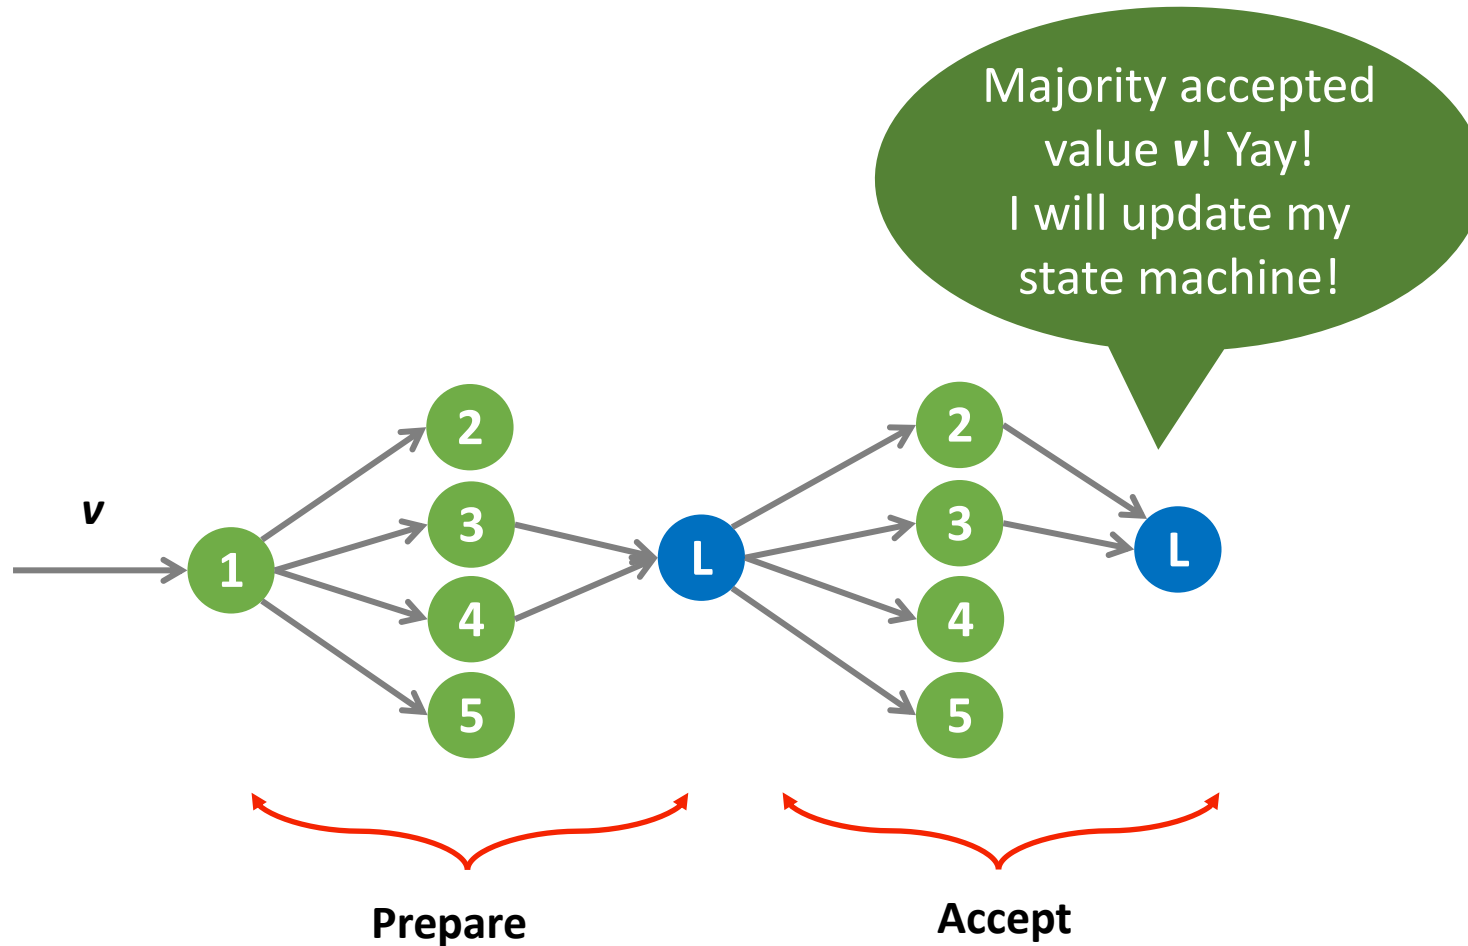 Majority accepted
value v! Yay!
I will update my
state machine!
v
1
2
3
4
5
L
2
3
4
5
L
Prepare
Accept